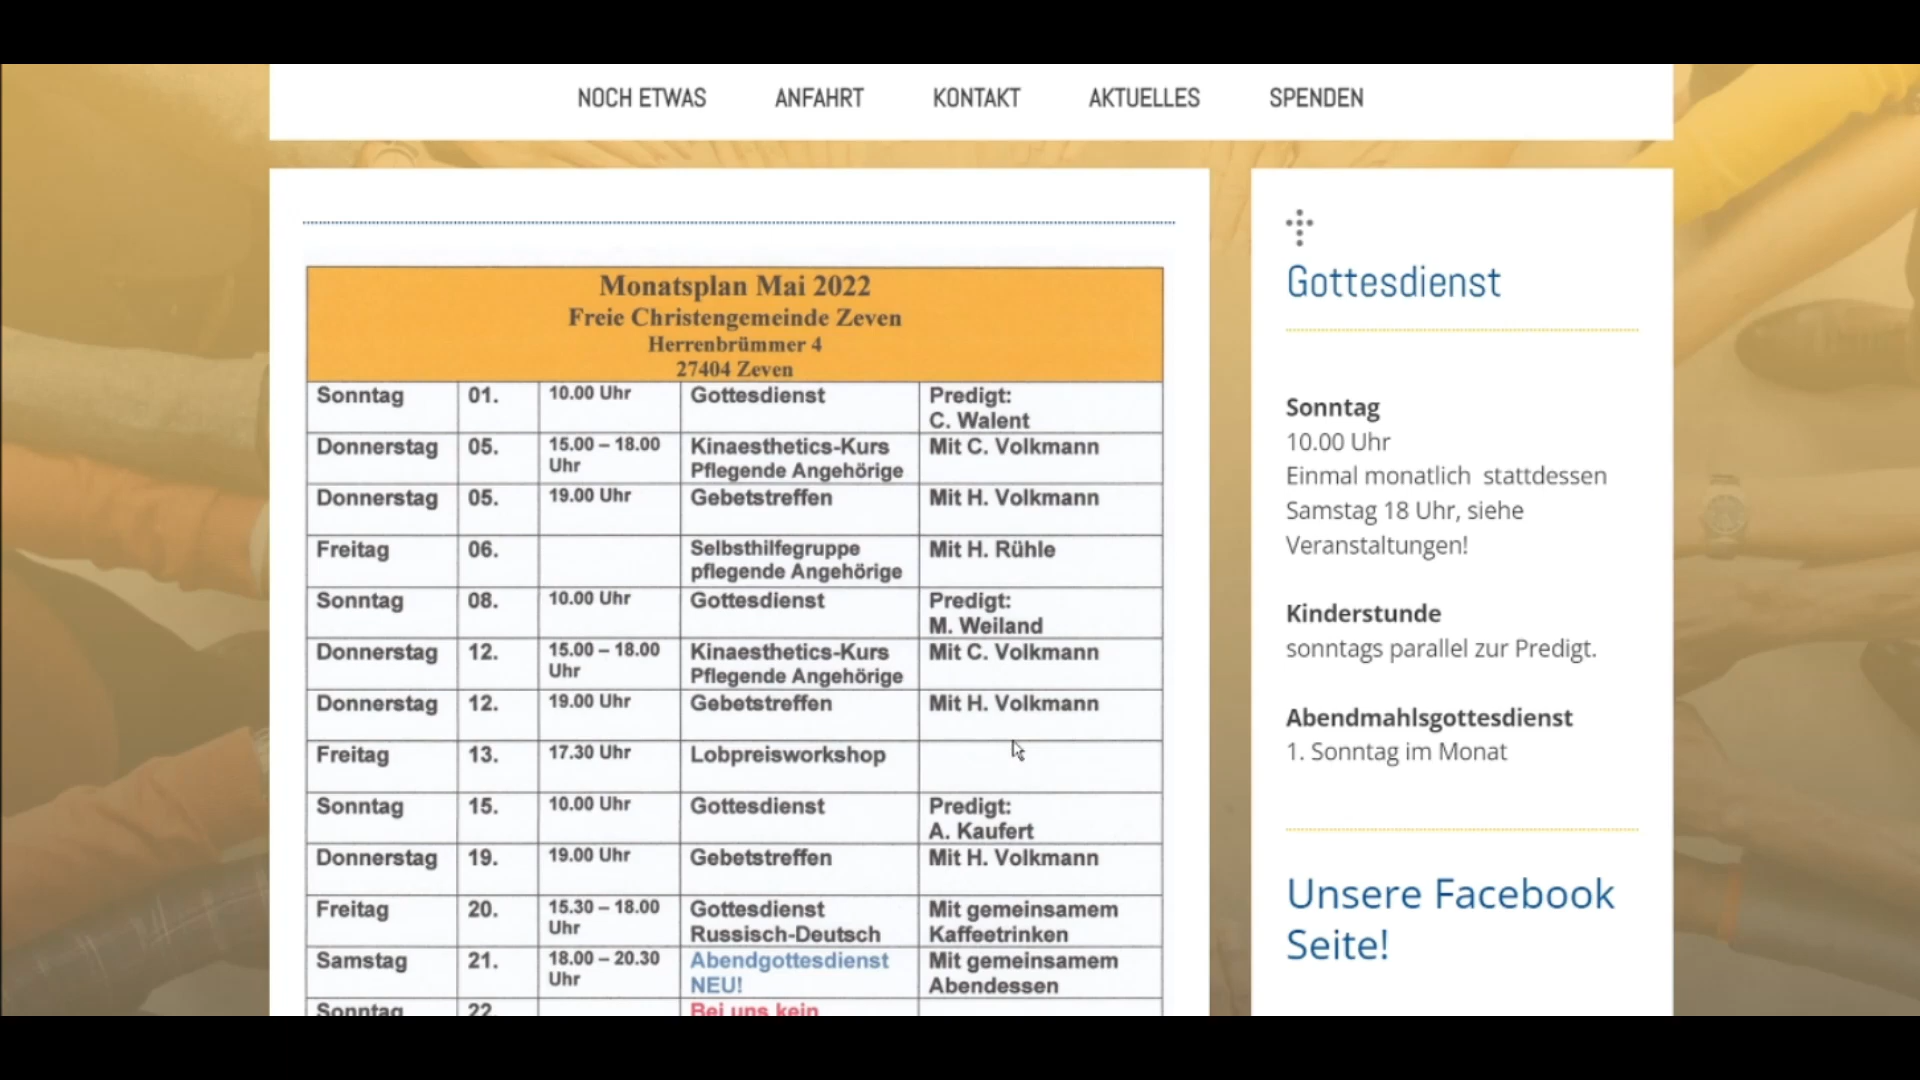 NOCH ETWAS ANFAHRT KONTAKT AKTUELLES SPENDEN
Monatsplan Mai 2022
Freie Christengemeinde Zeven
Herrenbrümmer 4
27404 Zeven
Sonntag 01. 10.00 Uhr Gottesdienst Predigt:
C. Walent
Donnerstag 05. 15.00 – 18.00 Kinaesthetics-Kurs Mit C. Volkmann
Uhr Pflegende Angehörige
Donnerstag 05. 19.00 Uhr Gebetstreffen Mit H. Volkmann
Freitag 06. Selbsthilfegruppe Mit H. Rühle
pflegende Angehörige
Sonntag 08. 10.00 Uhr Gottesdienst Predigt:
M. Weiland
Donnerstag 12. 15.00 – 18.00 Kinaesthetics-Kurs Mit C. Volkmann
Uhr Pflegende Angehörige
Donnerstag 12. 19.00 Uhr Gebetstreffen Mit H. Volkmann
Freitag 13. 17.30 Uhr Lobpreisworkshop
Sonntag 15. 10.00 Uhr Gottesdienst Predigt:
A. Kaufert
Donnerstag 19. 19.00 Uhr Gebetstreffen Mit H. Volkmann
Freitag 20. 15.30 – 18.00 Gottesdienst Mit gemeinsamem
Uhr Russisch-Deutsch Kaffeetrinken
Samstag 21. 18.00 – 20.30 Abendgottesdienst Mit gemeinsamem
Uhr NEU! Abendessen
Sonntag 22. Bei uns kein
Gottesdienst
Sonntag
10.00 Uhr
Einmal monatlich stattdessen
Samstag 18 Uhr, siehe
Veranstaltungen!
Kinderstunde
sonntags parallel zur Predigt.
Abendmahlsgottesdienst
1. Sonntag im Monat
Unsere Facebook
Seite!